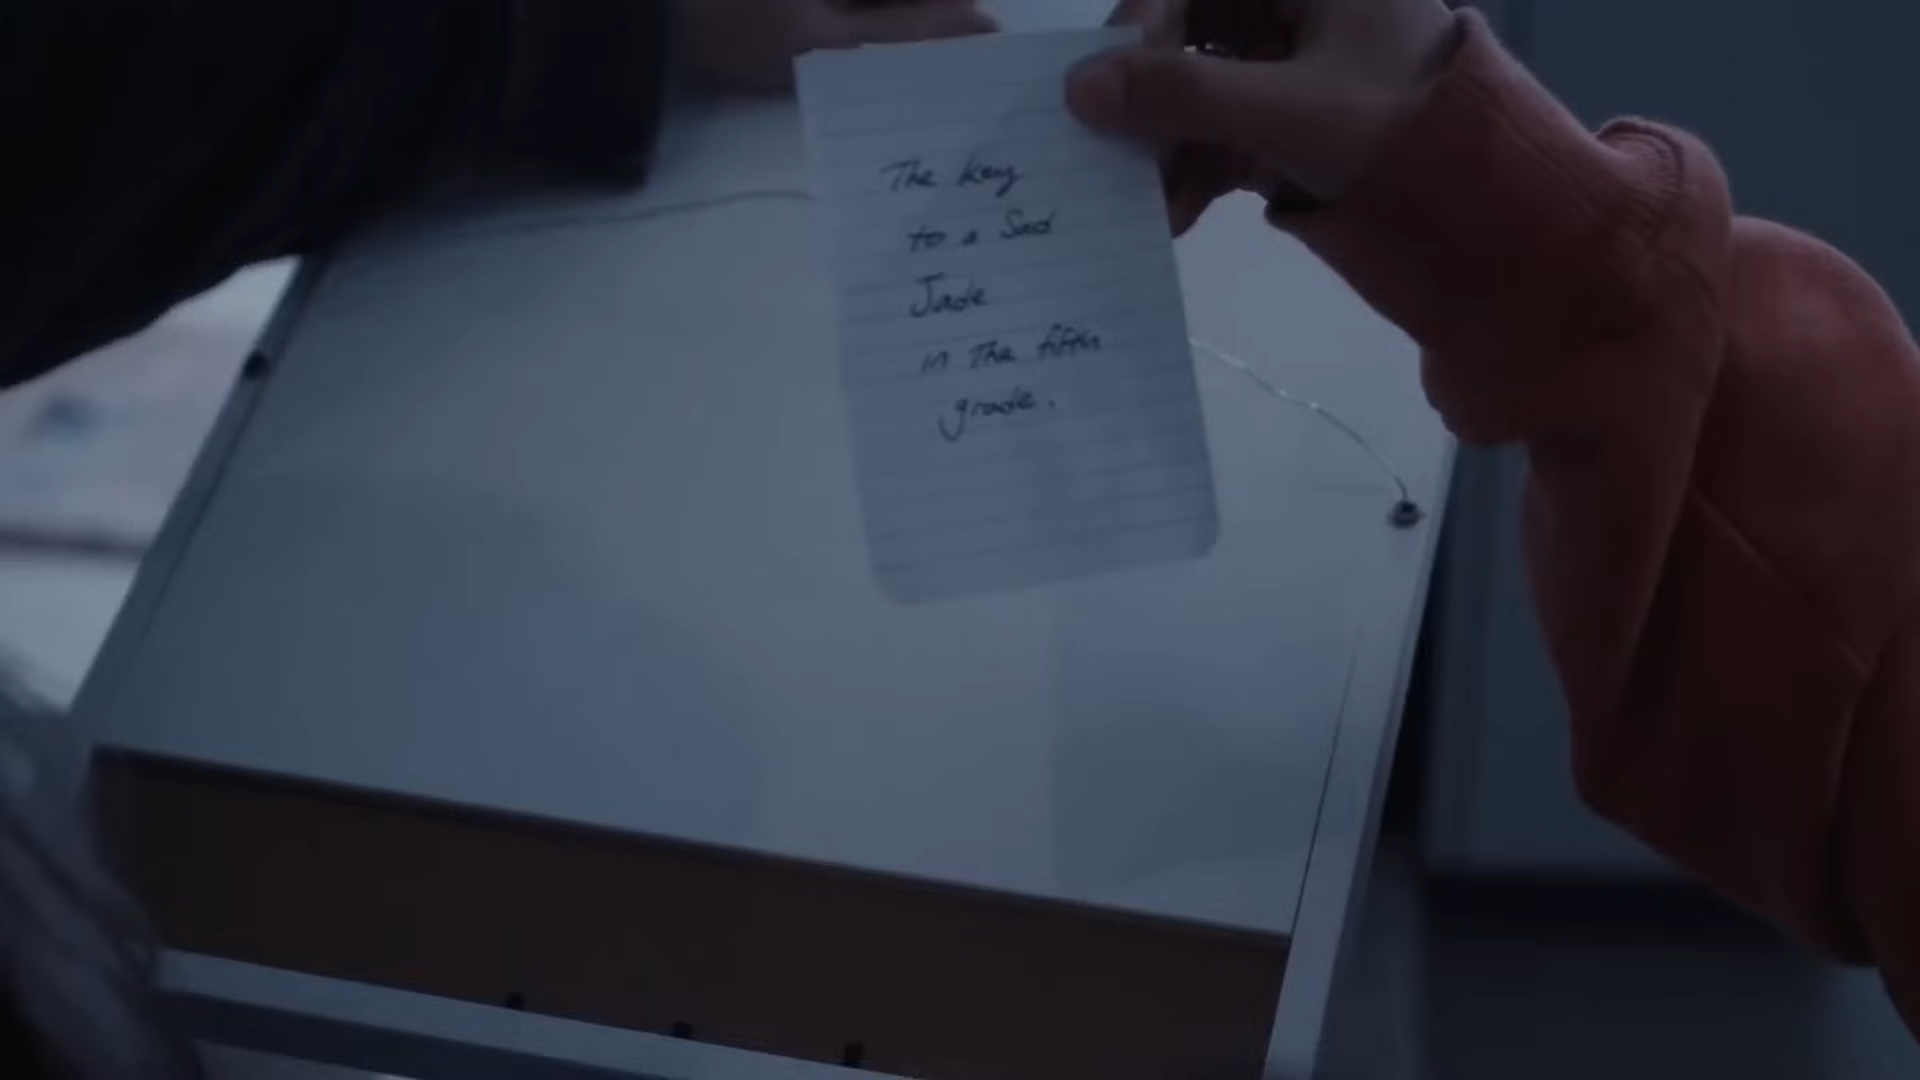 The key
to a Sad
Jade
in The fifth
grade.